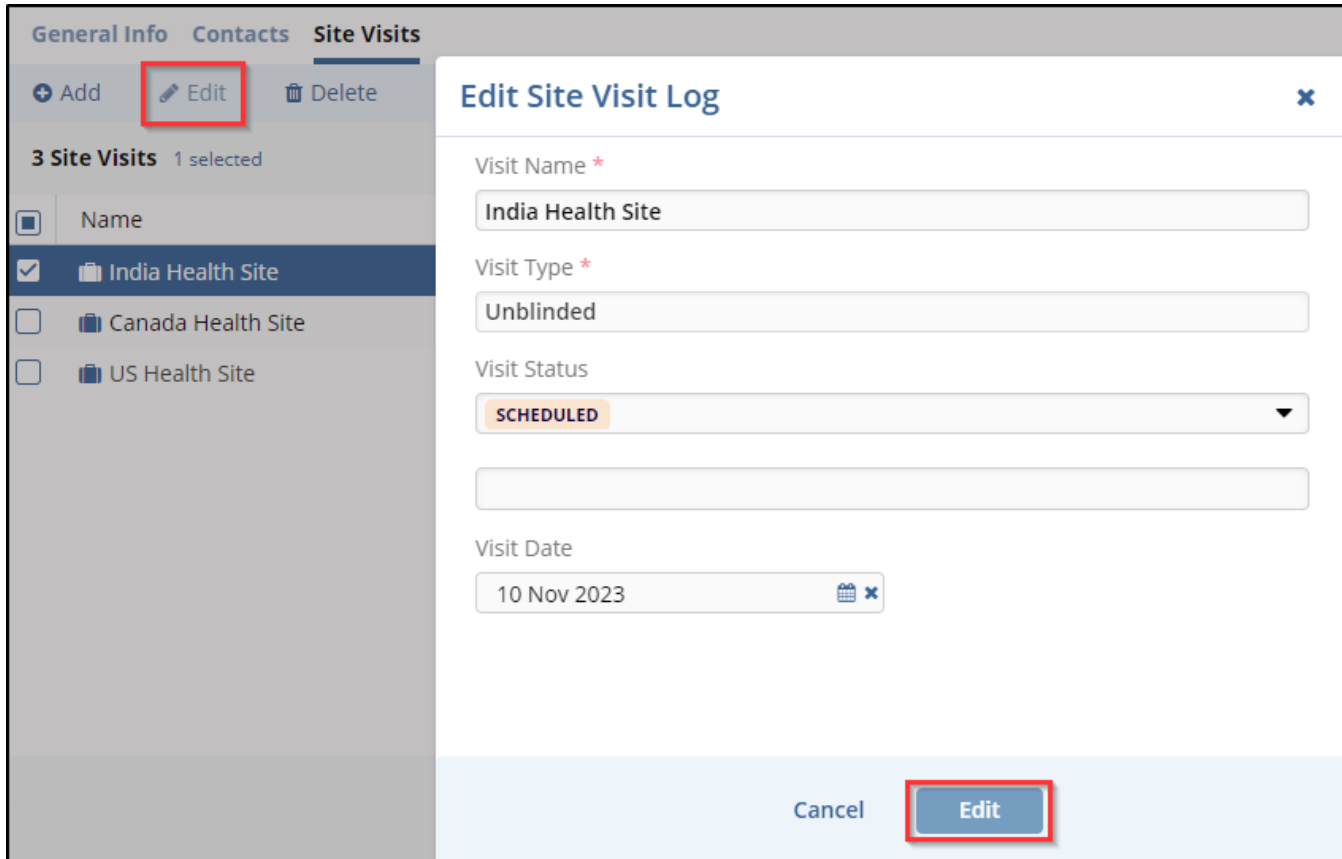 General Info Contacts Site Visits
Add Edit Delete
3 Site Visits 1 selected
Name
India Health Site
Canada Health Site
US Health Site
Edit Site Visit Log
Visit Name *
India Health Site
Visit Type *
Unblinded
Visit Status
SCHEDULED
Visit Date
10 Nov 2023
Cancel Edit